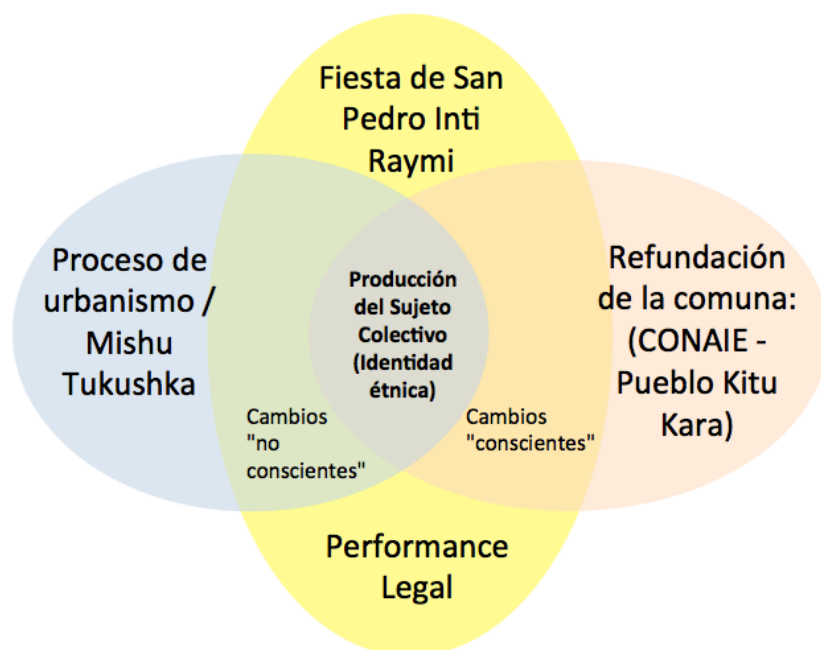 Fiesta de San
Pedro Inti
Raymi
Proceso de
urbanismo /
Mishu
Tukushka
Producción
del Sujeto
Colectivo
(Identidad
étnica)
Refundación
de la comuna:
(CONAIE -
Pueblo Kitu
Kara)
Cambios
"no
conscientes"
Cambios
"conscientes"
Performance
Legal